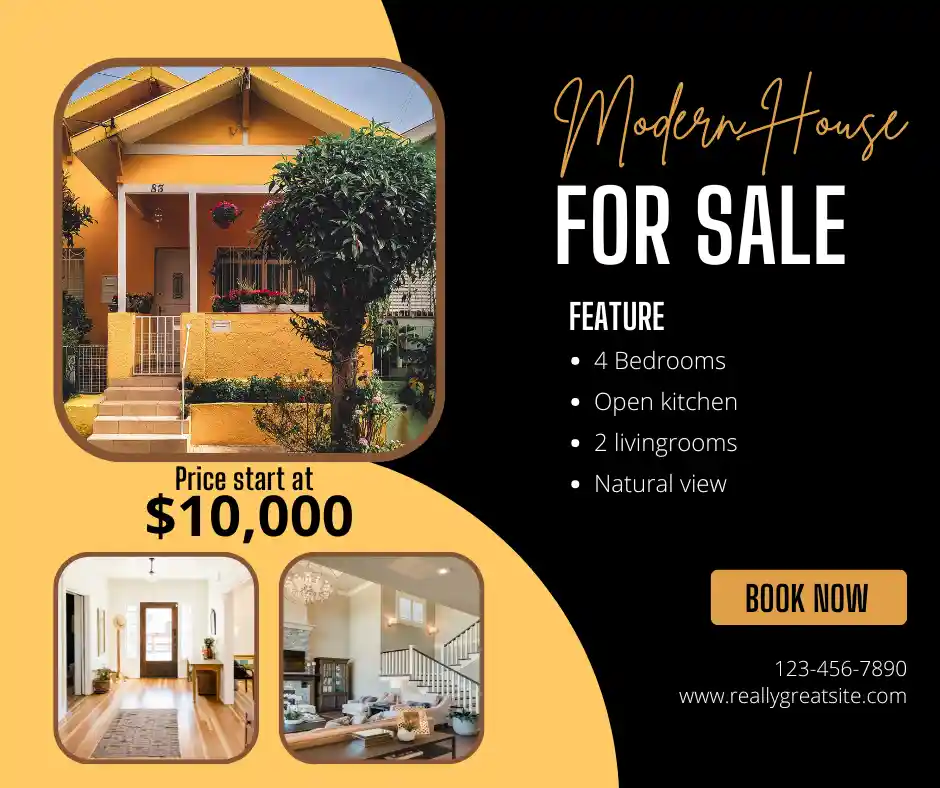 Modern House
FOR SALE
FEATURE
• 4 Bedrooms
• Open kitchen
• 2 livingrooms
• Natural view
83
Price start at
$10,000
BOOK NOW
123-456-7890
www.reallygreatsite.com